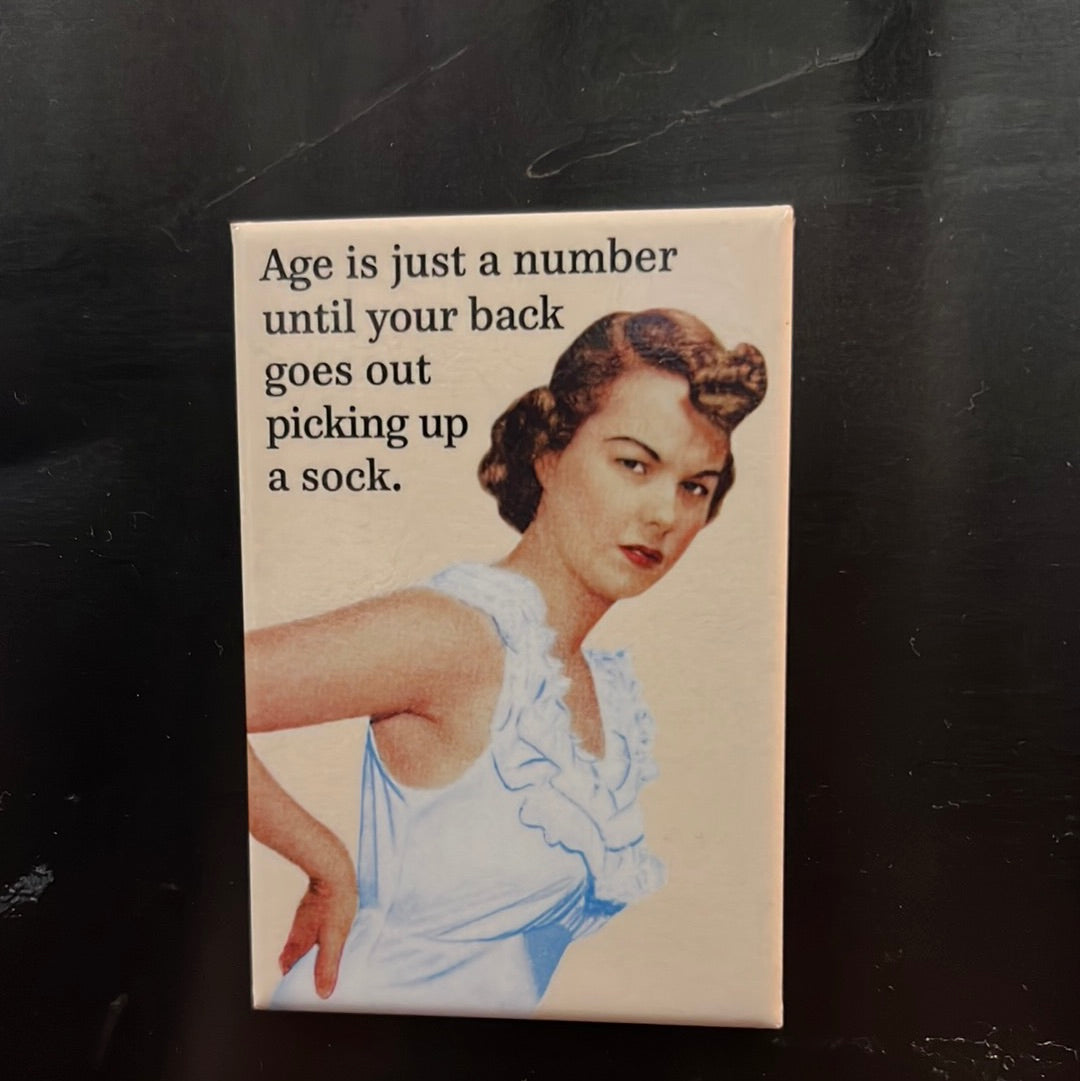 Age is just a number
until your back
goes out
picking up
a sock.